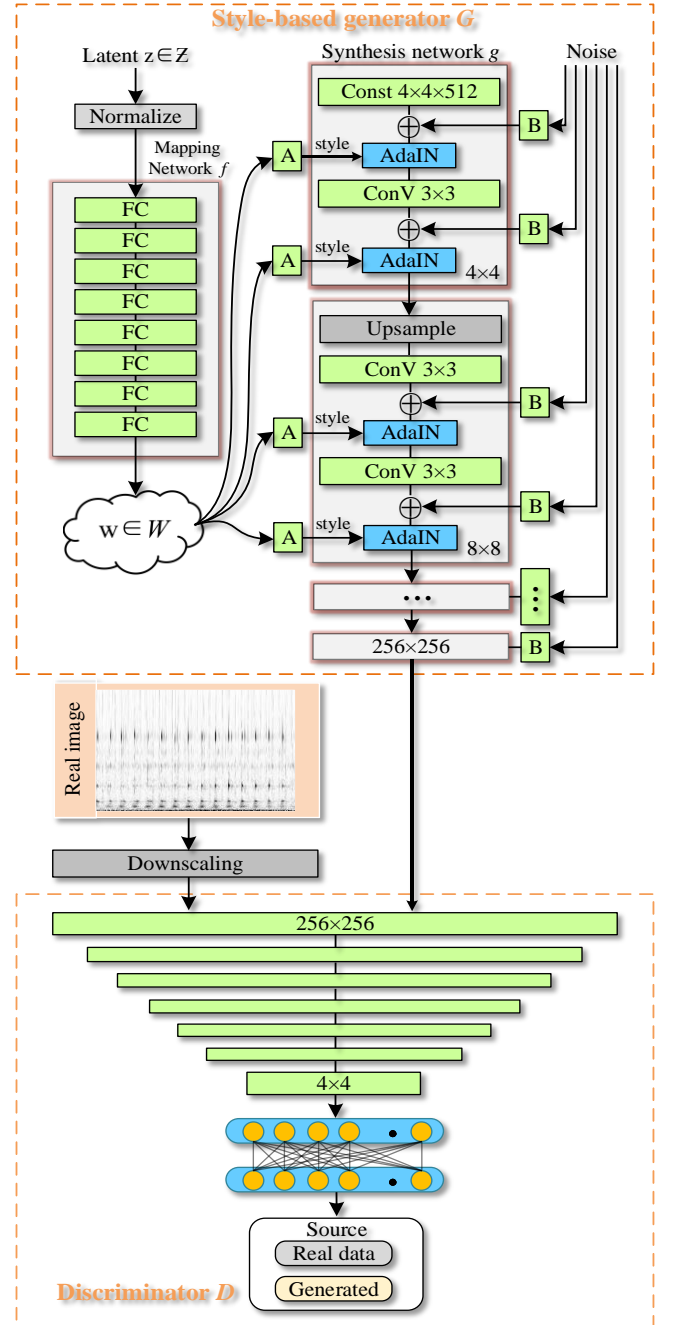 Style-based generator G
Latent z∈Z
Synthesis network g
Noise
Normalize
Const 4×4×512
B
Mapping
Network f
A
style
AdaIN
FC
ConV 3×3
FC
B
FC
A
style
AdaIN
4×4
FC
FC
Upsample
FC
ConV 3×3
FC
B
FC
A
style
AdaIN
ConV 3×3
w∈W
B
A
style
AdaIN
8×8
...
⋮
256×256
B
Real image
Downscaling
256×256
4×4
Source
Real data
Generated
Discriminator D